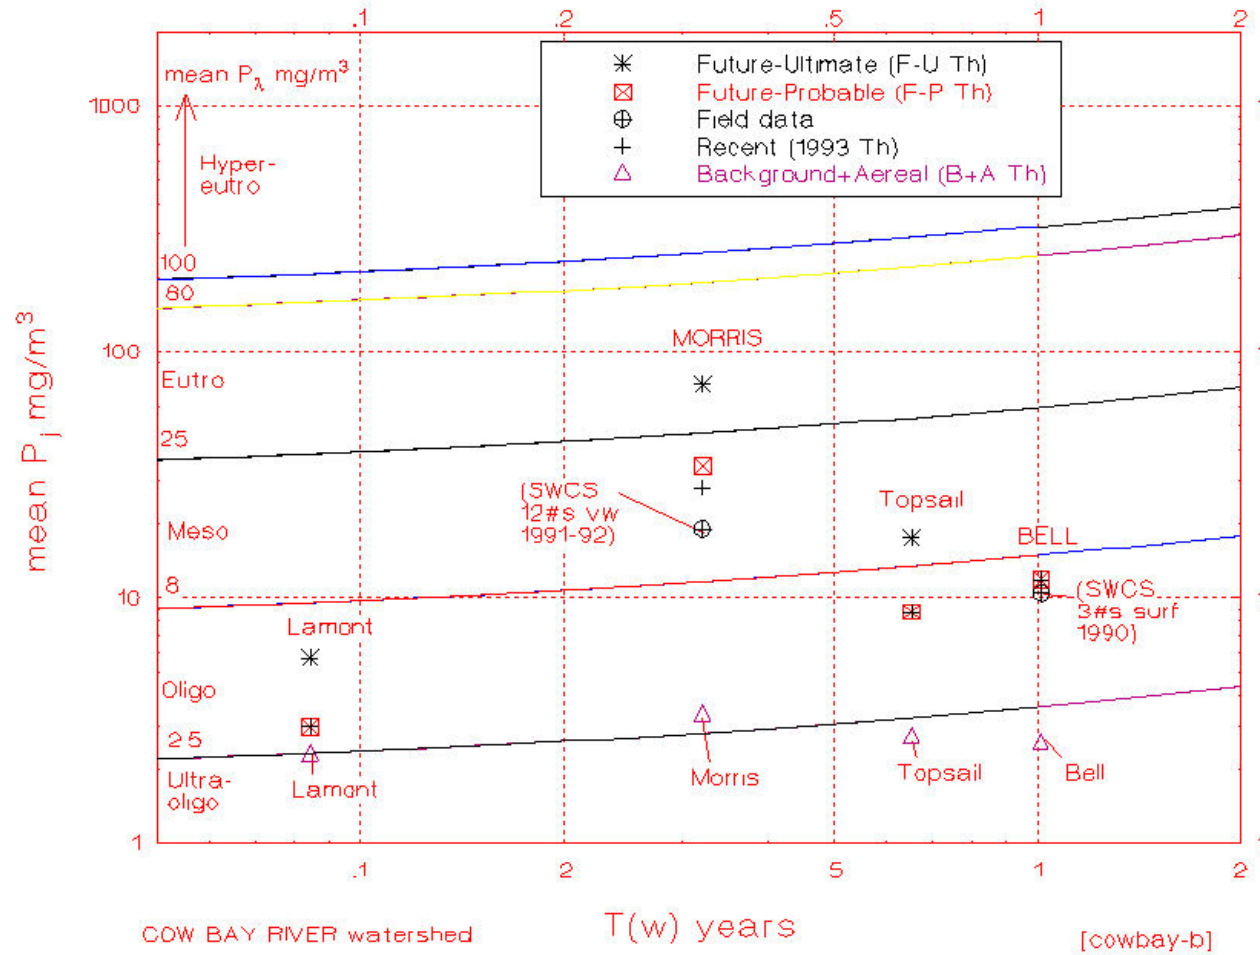 .1 .2 .5 1 2
mean Pλ mg/m³
Hyper-
eutro
Future-Ultimate (F-U Th)
Future-Probable (F-P Th)
Field data
Recent (1993 Th)
Background+Aereal (B+A Th)
1000
100
80
MORRIS
100
Eutro
25
(SWCS
12#s vw
1991-92)
Topsail
Meso
BELL
8
10
(SWCS
3#s surf
1990)
Lamont
Oligo
2 5
Ultra-
oligo
Lamont
Morris
Topsail
Bell
1
.1 2 5 1 2
mean Pj mg/m³
T(w) years
COW BAY RIVER watershed
[cowbay-b]